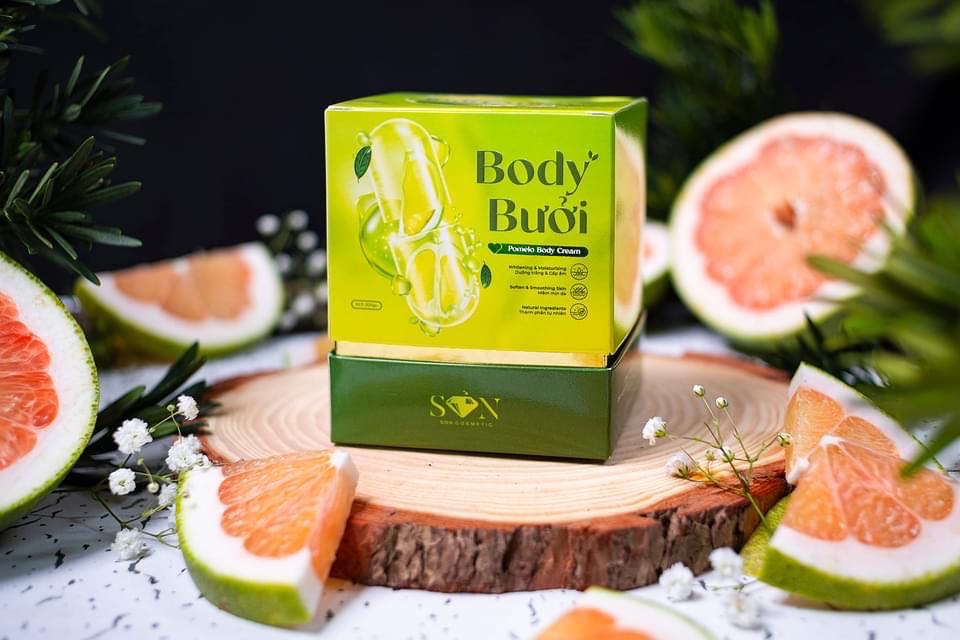 Body
Bưởi
Pomelo Body Cream
Whitening & Moisturizing
Dưỡng trắng & Cấp ẩm
Soften & Smoothing Skin
Mềm mịn da
Natural Ingredients
Thành phần tự nhiên
SON
SON COSMETIC